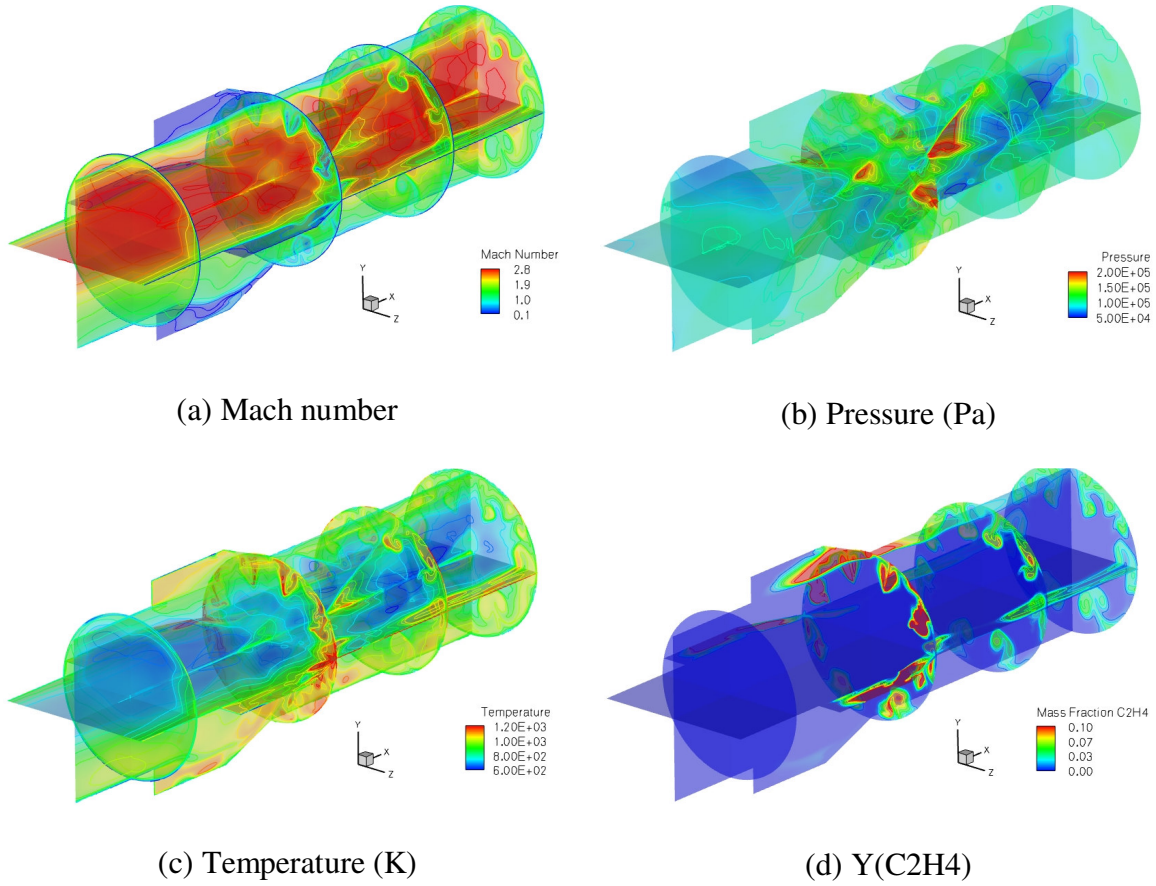 Y
X
Z
Mach Number
2.8
1.9
1.0
0.1
(a) Mach number
Y
X
Z
Pressure
2.00E+05
1.50E+05
1.00E+05
5.00E+04
(b) Pressure (Pa)
Y
X
Z
Temperature
1.20E+03
1.00E+03
8.00E+02
6.00E+02
(c) Temperature (K)
Y
X
Z
Mass Fraction C2H4
0.10
0.07
0.03
0.00
(d) Y(C2H4)